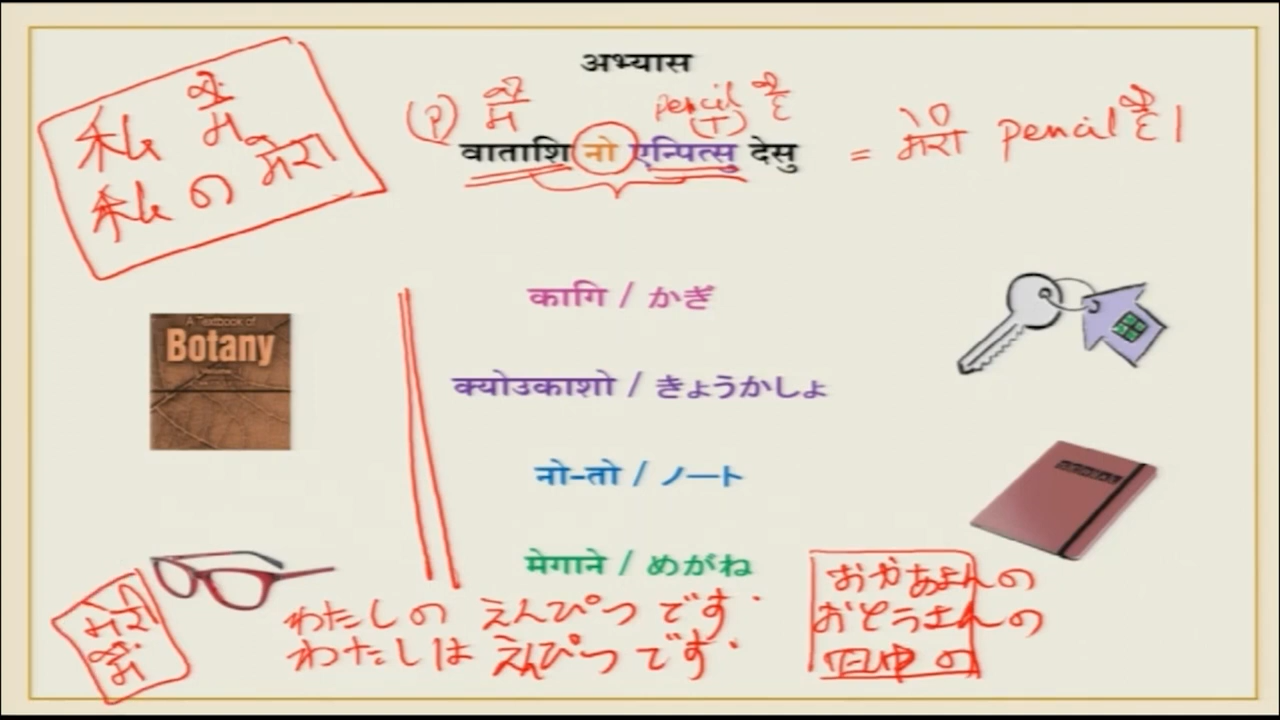 अभ्यास
私 मैं
私の मेरा
(P) मैं pencil (T) है
वाताशि नो एन्पित्सु देसु = मेरा pencil है।
कागि / かぎ
A Textbook of
Botany
क्योउकाशो / きょうかしょ
नो-तो / ノート
मेगाने / めがね
मेरा
मैं
わたしの えんぴつ です.
わたしは えんぴつ です.
おかあさんの
おとうさんの
田中の